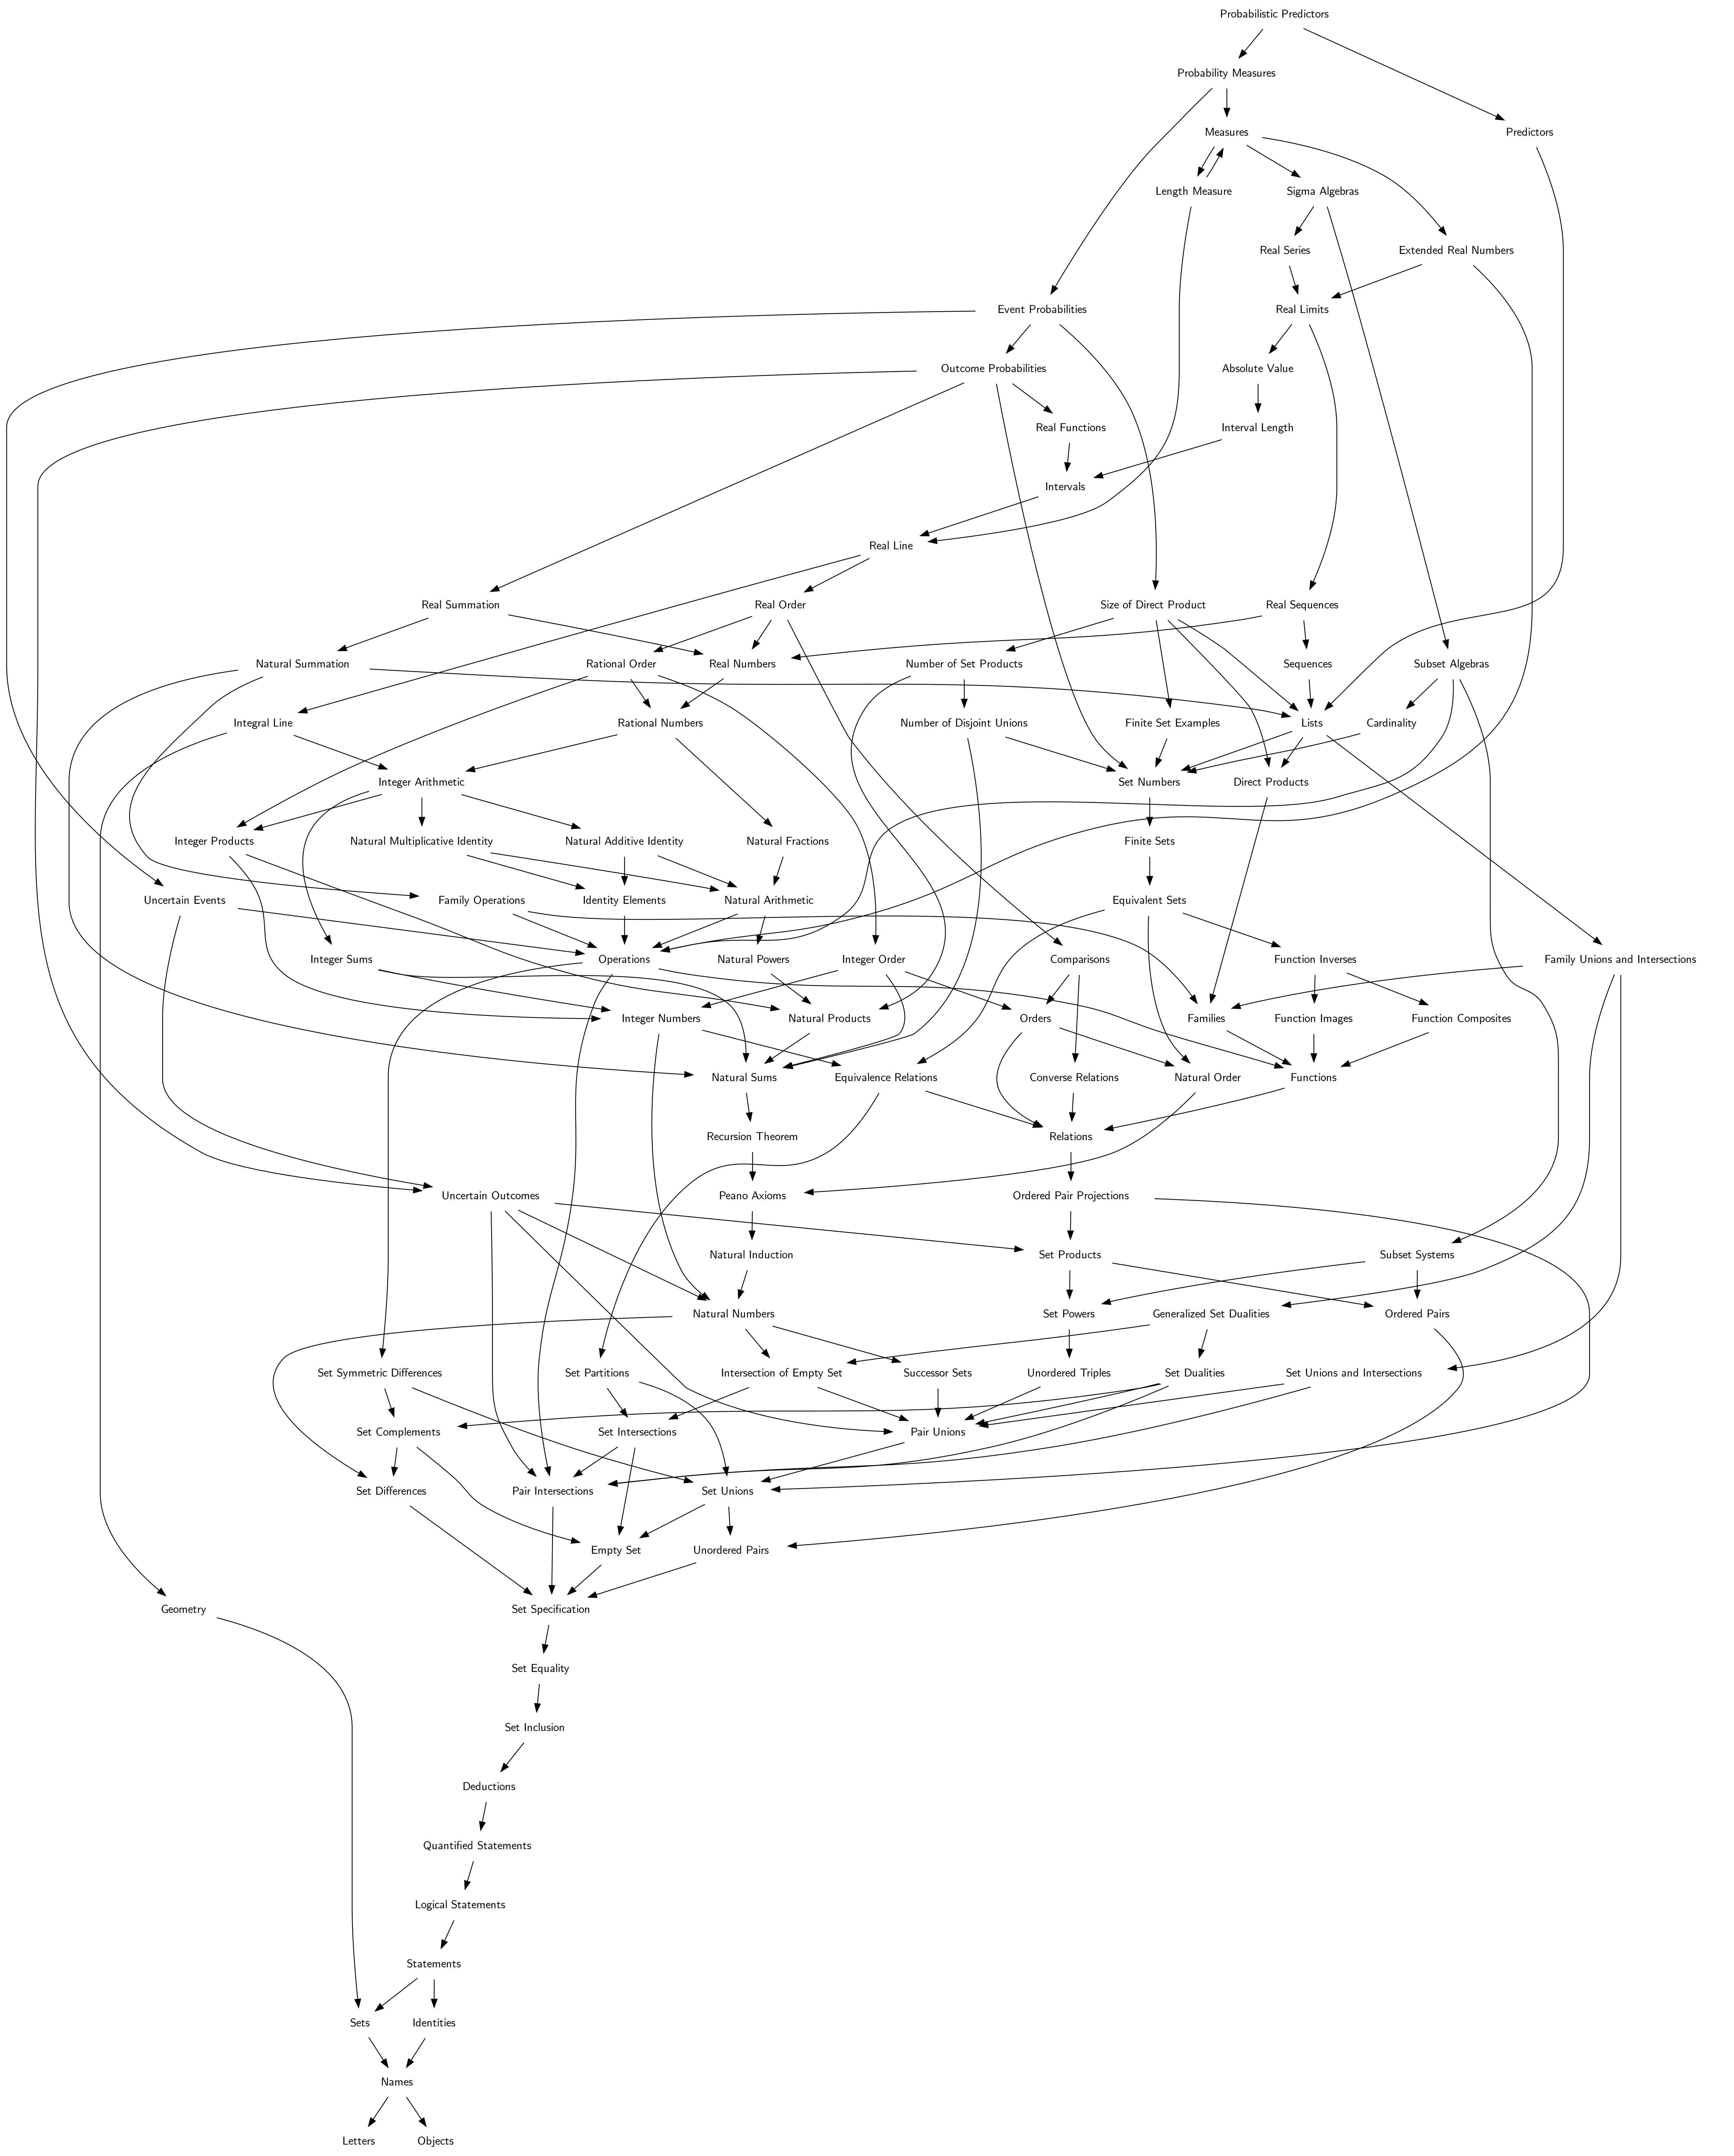 Probabilistic Predictors
Probability Measures
Measures
Predictors
Length Measure
Sigma Algebras
Real Series
Extended Real Numbers
Event Probabilities
Real Limits
Outcome Probabilities
Absolute Value
Real Functions
Interval Length
Intervals
Real Line
Real Summation
Real Order
Size of Direct Product
Real Sequences
Natural Summation
Rational Order
Real Numbers
Number of Set Products
Sequences
Subset Algebras
Integral Line
Rational Numbers
Number of Disjoint Unions
Finite Set Examples
Lists
Cardinality
Integer Arithmetic
Set Numbers
Direct Products
Integer Products
Natural Multiplicative Identity
Natural Additive Identity
Natural Fractions
Finite Sets
Uncertain Events
Family Operations
Identity Elements
Natural Arithmetic
Equivalent Sets
Integer Sums
Operations
Natural Powers
Integer Order
Comparisons
Function Inverses
Family Unions and Intersections
Integer Numbers
Natural Products
Orders
Families
Function Images
Function Composites
Natural Sums
Equivalence Relations
Converse Relations
Natural Order
Functions
Recursion Theorem
Relations
Uncertain Outcomes
Peano Axioms
Ordered Pair Projections
Natural Induction
Set Products
Subset Systems
Natural Numbers
Set Powers
Generalized Set Dualities
Ordered Pairs
Set Symmetric Differences
Set Partitions
Intersection of Empty Set
Successor Sets
Unordered Triples
Set Dualities
Set Unions and Intersections
Set Complements
Set Intersections
Pair Unions
Set Differences
Pair Intersections
Set Unions
Empty Set
Unordered Pairs
Geometry
Set Specification
Set Equality
Set Inclusion
Deductions
Quantified Statements
Logical Statements
Statements
Sets
Identities
Names
Letters
Objects